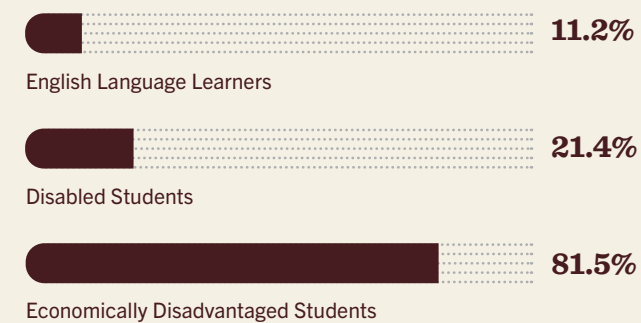 11.2%
English Language Learners
21.4%
Disabled Students
81.5%
Economically Disadvantaged Students